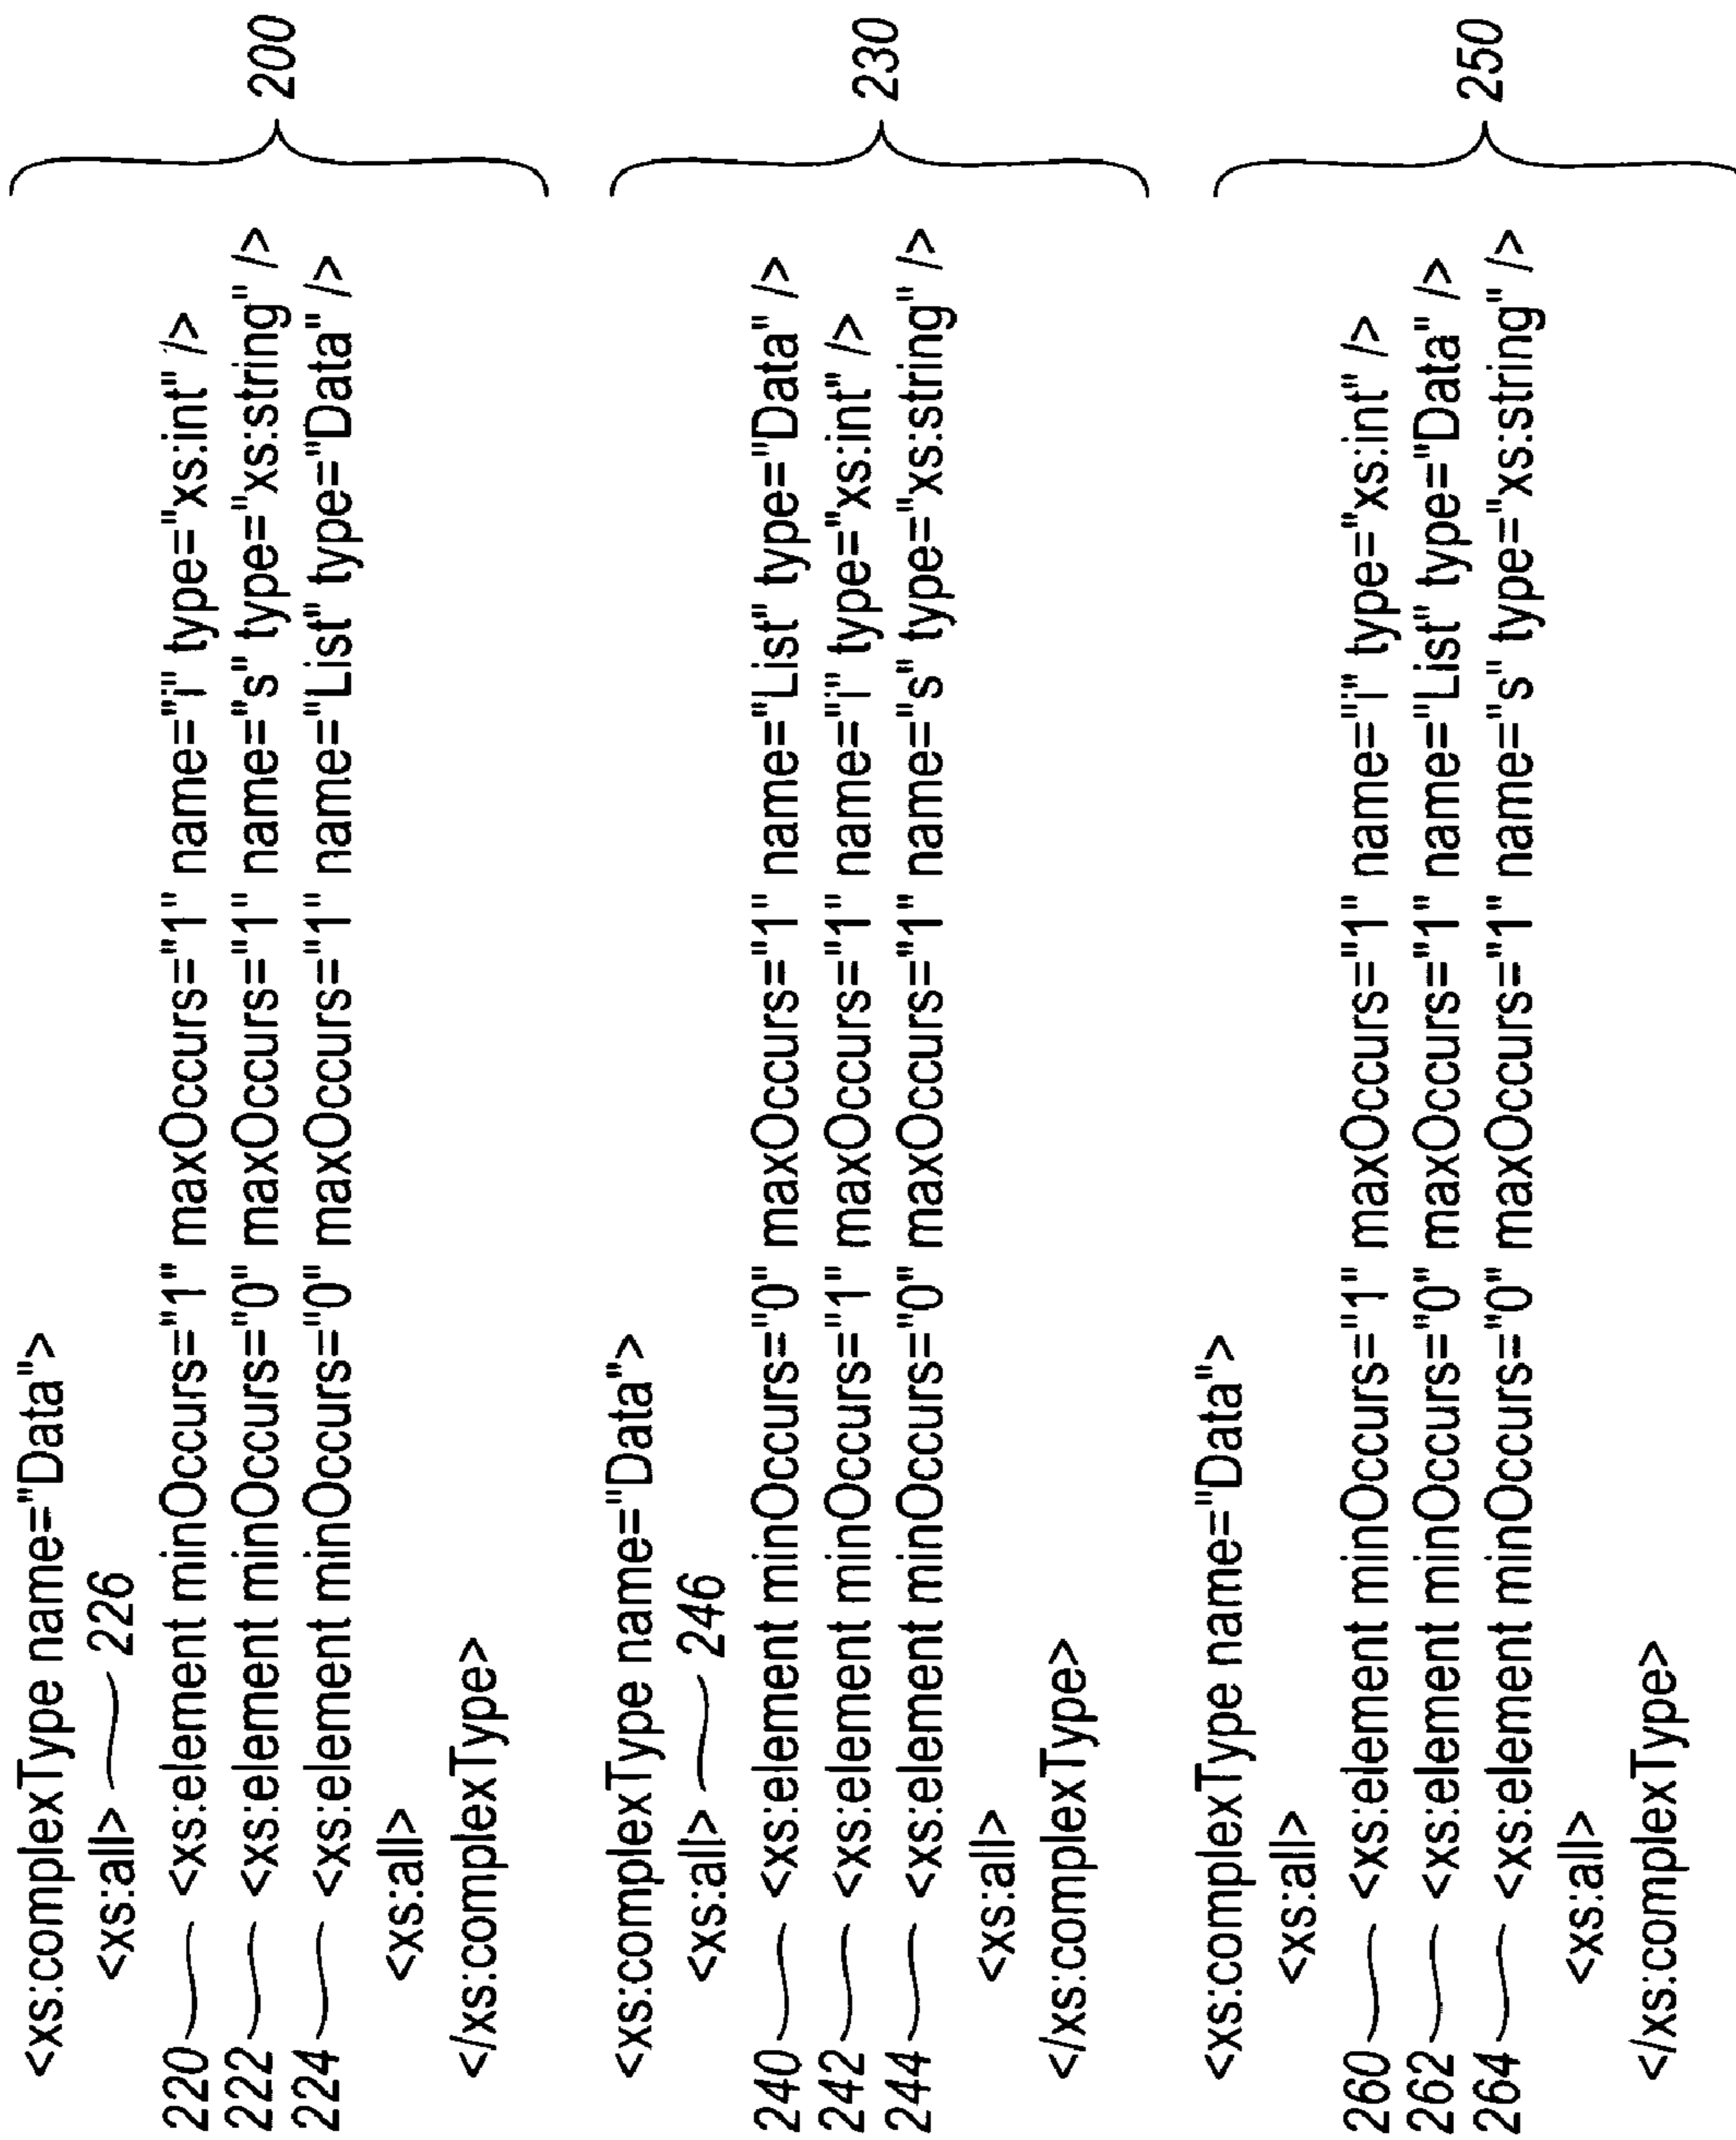 <xs:complexType name="Data">
<xs:all> 226
220 <xs:element minOccurs="1" maxOccurs="1" name="i" type="xs:int" />
222 <xs:element minOccurs="0" maxOccurs="1" name="s" type="xs:string" />
224 <xs:element minOccurs="0" maxOccurs="1" name="List" type="Data" />
<xs:all>
</xs:complexType>
200
<xs:complexType name="Data">
<xs:all> 246
240 <xs:element minOccurs="0" maxOccurs="1" name="List" type="Data" />
242 <xs:element minOccurs="1" maxOccurs="1" name="i" type="xs:int" />
244 <xs:element minOccurs="0" maxOccurs="1" name="s" type="xs:string" />
<xs:all>
</xs:complexType>
230
<xs:complexType name="Data">
<xs:all>
260 <xs:element minOccurs="1" maxOccurs="1" name="i" type="xs:int" />
262 <xs:element minOccurs="0" maxOccurs="1" name="List" type="Data" />
264 <xs:element minOccurs="0" maxOccurs="1" name="s" type="xs:string" />
<xs:all>
</xs:complexType>
250